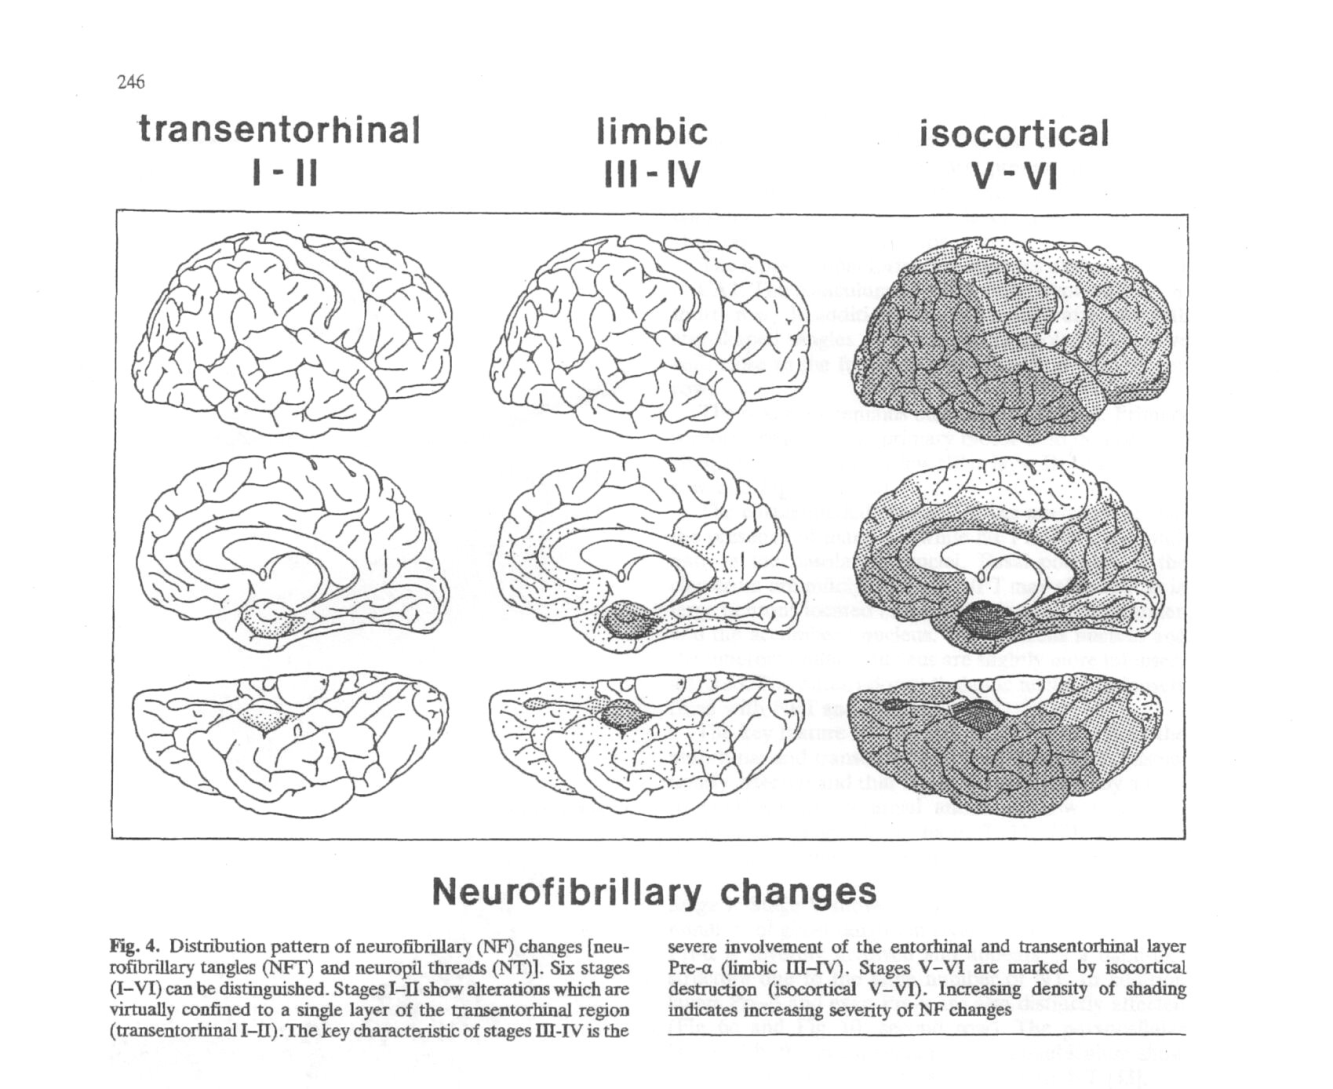 246
transentorhinal
I - II
limbic
III - IV
isocortical
V - VI
Neurofibrillary changes
Fig. 4. Distribution pattern of neurofibrillary (NF) changes [neu-
rofibrillary tangles (NFT) and neuropil threads (NT)]. Six stages
(I–VI) can be distinguished. Stages I–II show alterations which are
virtually confined to a single layer of the transentorhinal region
(transentorhinal I–II). The key characteristic of stages III-IV is the
severe involvement of the entorhinal and transentorhinal layer
Pre-α (limbic III–IV). Stages V–VI are marked by isocortical
destruction (isocortical V–VI). Increasing density of shading
indicates increasing severity of NF changes